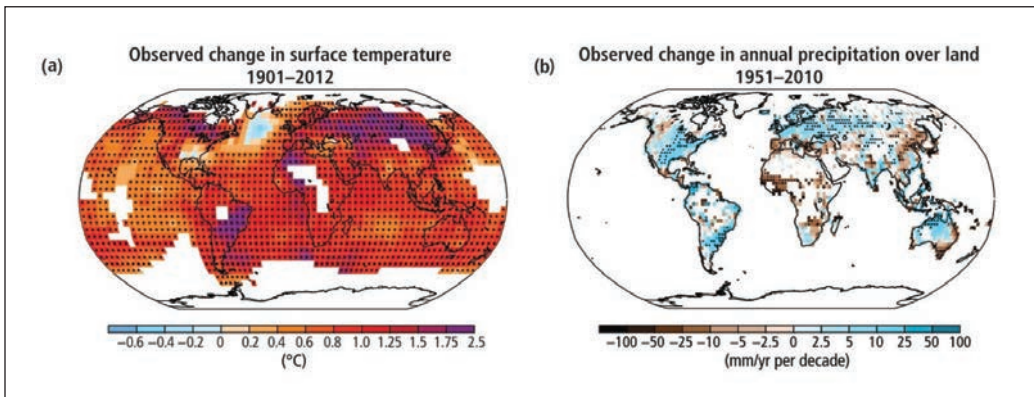 (a)
Observed change in surface temperature
1901–2012
−0.6 −0.4 −0.2 0 0.2 0.4 0.6 0.8 1.0 1.25 1.5 1.75 2.5
(°C)
(b)
Observed change in annual precipitation over land
1951–2010
−100 −50 −25 −10 −5 −2.5 0 2.5 5 10 25 50 100
(mm/yr per decade)